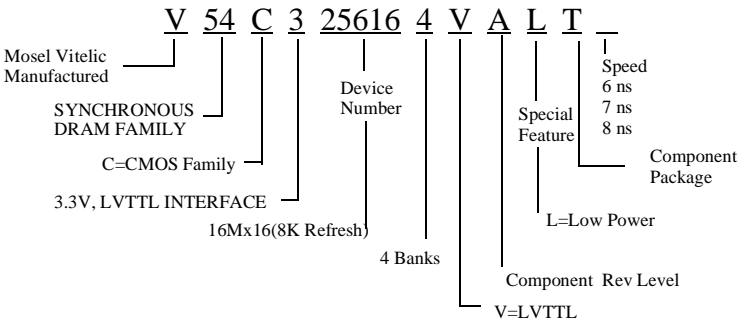 V 54 C 3 25616 4 V A L T
Mosel Vitelic
Manufactured
SYNCHRONOUS
DRAM FAMILY
C=CMOS Family
3.3V, LVTTL INTERFACE
Device
Number
16Mx16(8K Refresh)
4 Banks
Special
Feature
L=Low Power
Speed
6 ns
7 ns
8 ns
Component
Package
Component Rev Level
V=LVTTL